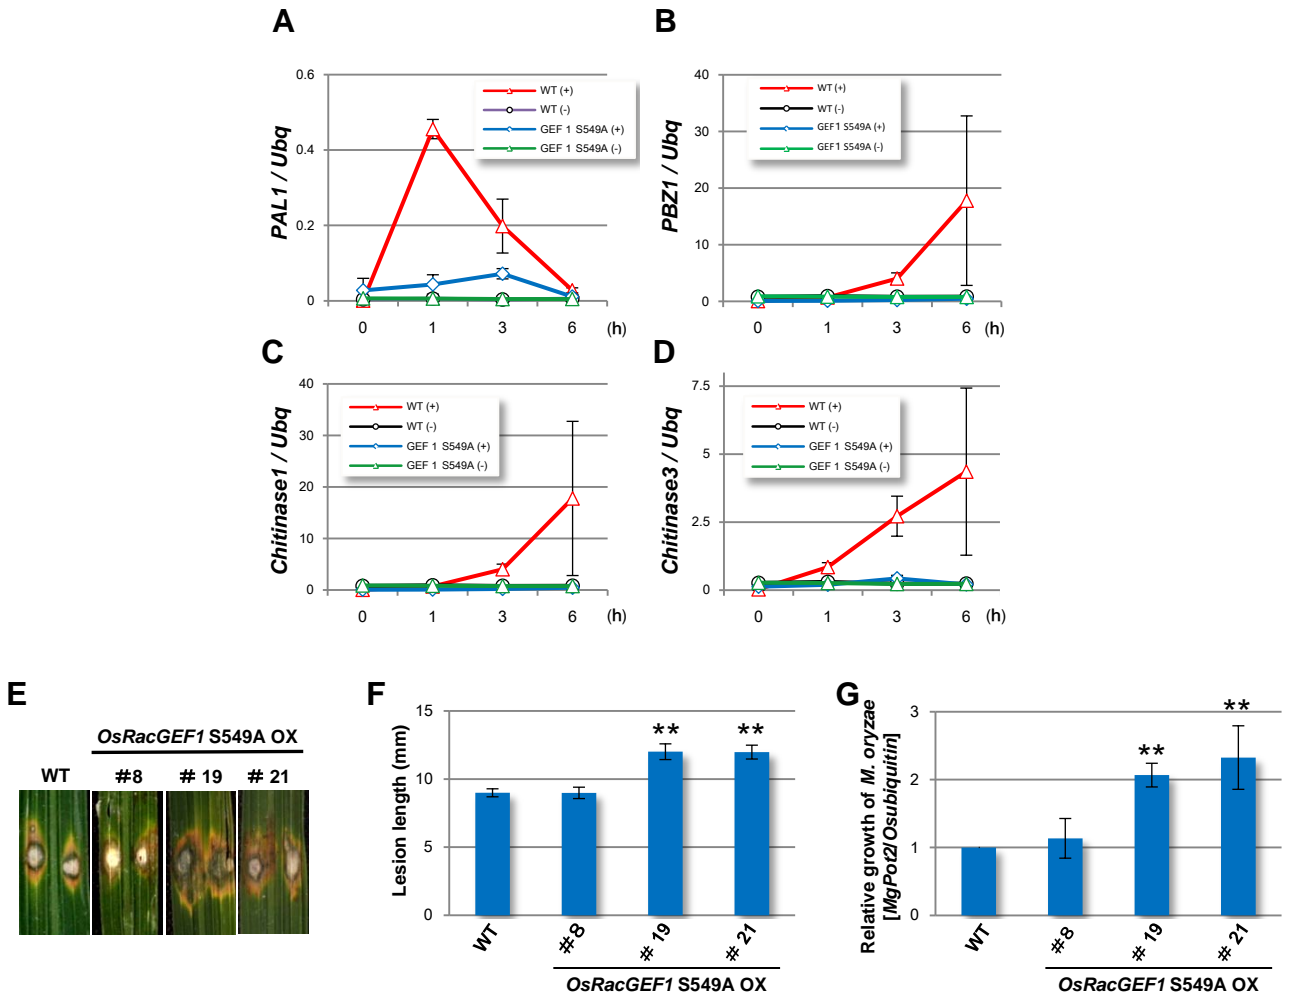 A
PAL1 / Ubq
0.6
0.4
0.2
0
WT (+)
WT (-)
GEF 1 S549A (+)
GEF 1 S549A (-)
0 1 3 6 (h)
B
PBZ1 / Ubq
40
30
20
10
0
WT (+)
WT (-)
GEF1 S549A (+)
GEF1 S549A (-)
0 1 3 6 (h)
C
Chitinase1 / Ubq
40
30
20
10
0
WT (+)
WT (-)
GEF 1 S549A (+)
GEF 1 S549A (-)
0 1 3 6 (h)
D
Chitinase3 / Ubq
7.5
5
2.5
0
WT (+)
WT (-)
GEF 1 S549A (+)
GEF 1 S549A (-)
0 1 3 6 (h)
E
OsRacGEF1 S549A OX
WT #8 # 19 # 21
F
Lesion length (mm)
15
10
5
0
** **
WT #8 # 19 # 21
OsRacGEF1 S549A OX
G
Relative growth of M. oryzae
[MgPot2/Osubiquitin]
3
2
1
0
** **
WT #8 # 19 # 21
OsRacGEF1 S549A OX